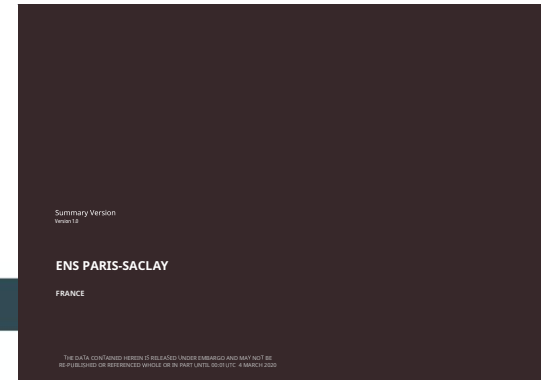 Summary Version
Version 1.0
ENS PARIS-SACLAY
FRANCE
THE DATA CONTAINED HEREIN IS RELEASED UNDER EMBARGO AND MAY NOT BE
RE-PUBLISHED OR REFERENCED WHOLE OR IN PART UNTIL 00:01 UTC 4 MARCH 2020